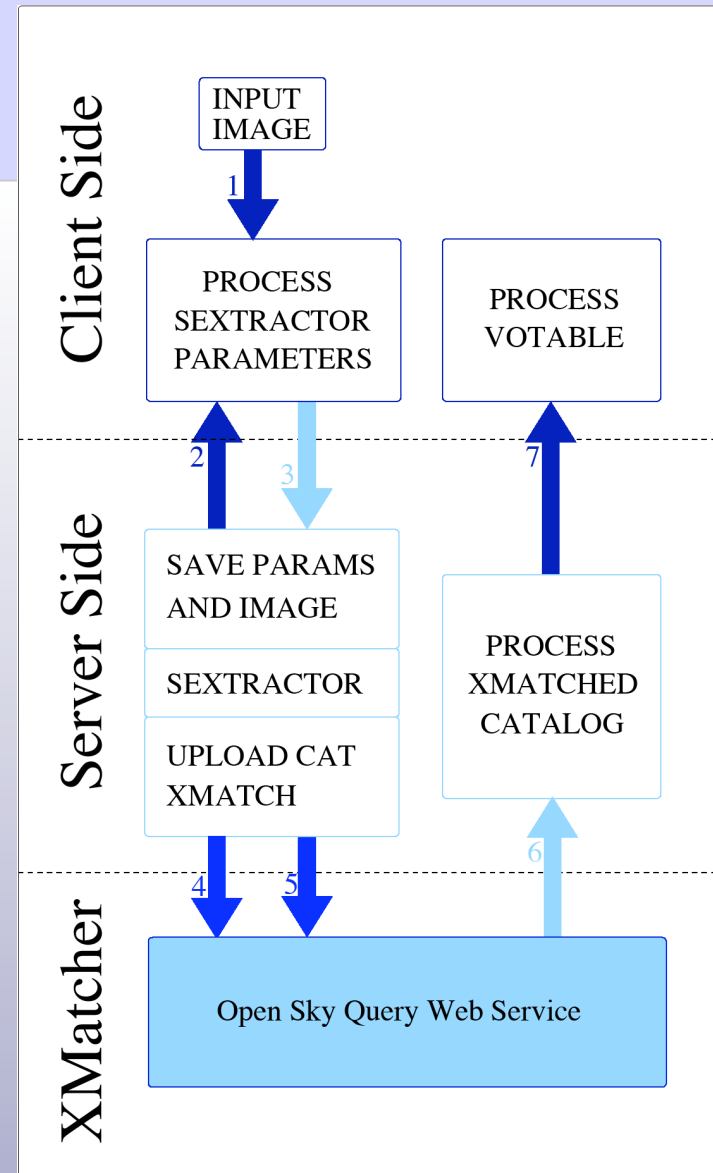 Client Side
INPUT
IMAGE
1
PROCESS
SEXTRACTOR
PARAMETERS
PROCESS
VOTABLE
2
3
7
Server Side
SAVE PARAMS
AND IMAGE
SEXTRACTOR
UPLOAD CAT
XMATCH
PROCESS
XMATCHED
CATALOG
4
5
6
XMatcher
Open Sky Query Web Service